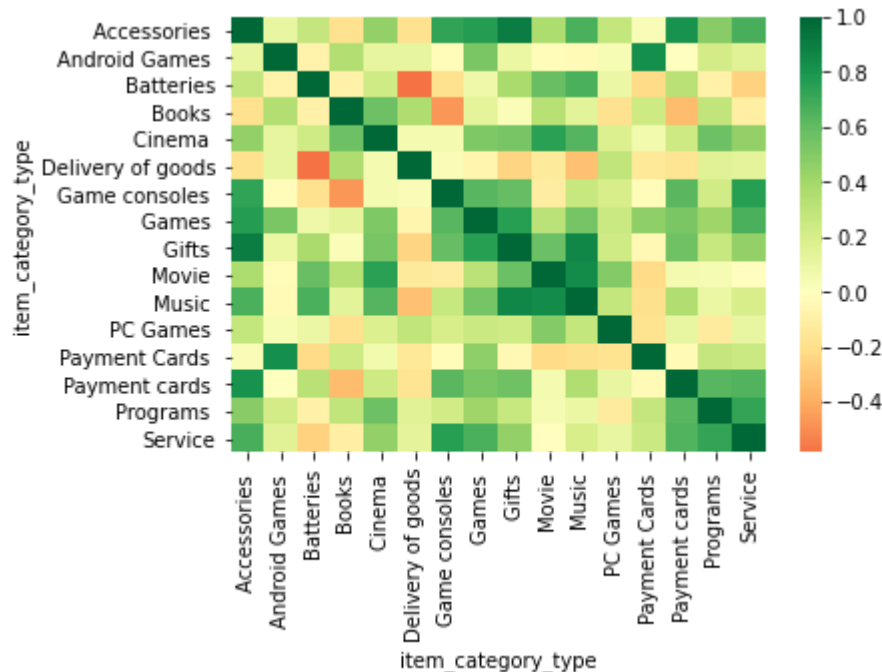 item_category_type
Accessories
Android Games
Batteries
Books
Cinema
Delivery of goods
Game consoles
Games
Gifts
Movie
Music
PC Games
Payment Cards
Payment cards
Programs
Service
Accessories
Android Games
Batteries
Books
Cinema
Delivery of goods
Game consoles
Games
Gifts
Movie
Music
PC Games
Payment Cards
Payment cards
Programs
Service
item_category_type
1.0
0.8
0.6
0.4
0.2
0.0
−0.2
−0.4